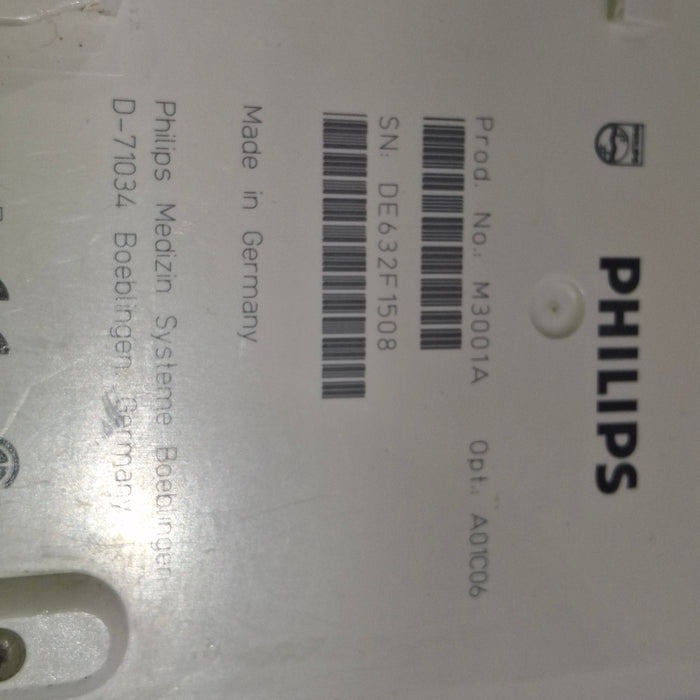 PHILIPS
Prod. No.: M3001A Opt.: A01C06
SN: DE632F1508
Made in Germany
Philips Medizin Systeme Boeblingen
D-71034 Boeblingen, Germany